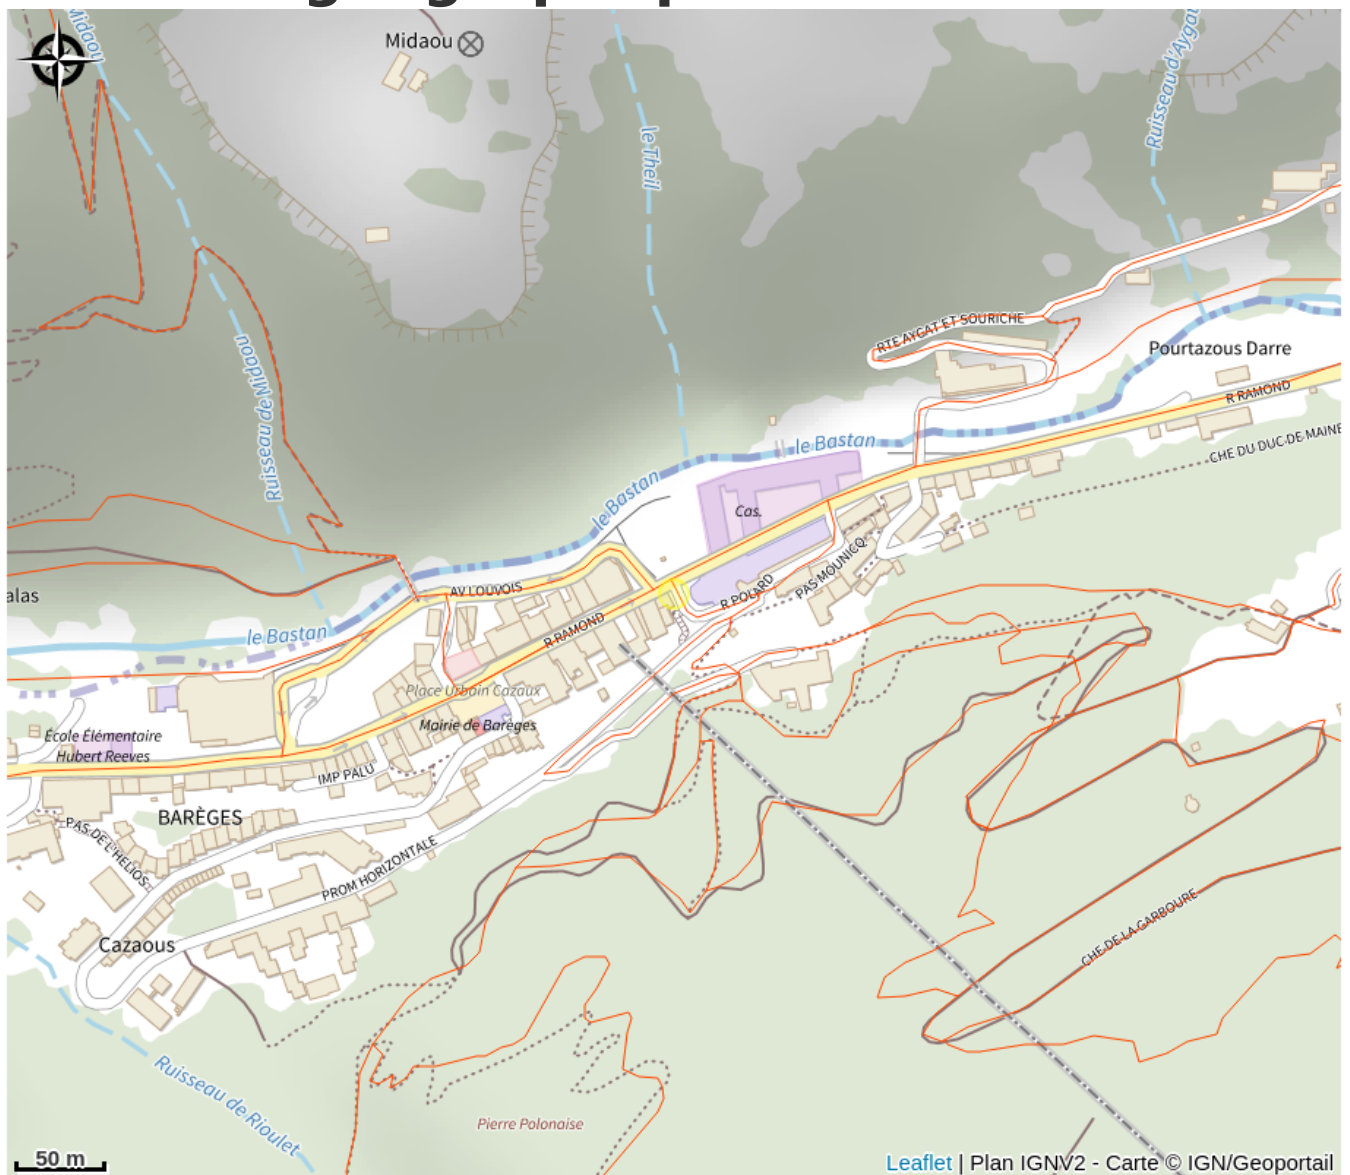 Midaou
Midaou
le Theil
Ruisseau d'Aygat
RTE AYGAT ET SOURICHE
Pourtazous Darre
Ruisseau de Midaou
R RAMOND
le Bastan
CHE DU DUC DE MAINE
le Bastan
Cas.
PAS MOUNICQ
AV LOUVOIS
R POLARD
alas
le Bastan
R RAMOND
Place Urbain Cazaux
Mairie de Barèges
École Élémentaire
Hubert Reeves
IMP PALU
BARÈGES
PAS DE L'HELIOS
PROM HORIZONTALE
CHE DE LA GARBOURE
Cazaous
Ruisseau de Rioulet
Pierre Polonaise
50 m
Leaflet | Plan IGNV2 - Carte © IGN/Geoportail